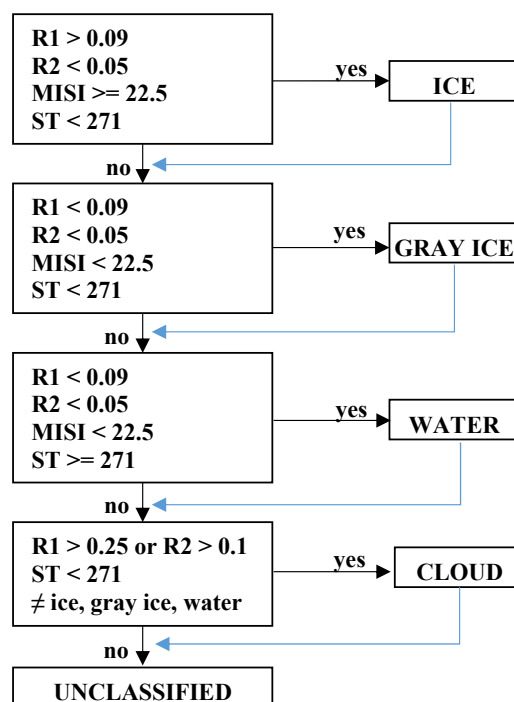 R1 > 0.09
R2 < 0.05
MISI >= 22.5
ST < 271
yes
ICE
no
R1 < 0.09
R2 < 0.05
MISI < 22.5
ST < 271
yes
GRAY ICE
no
R1 < 0.09
R2 < 0.05
MISI < 22.5
ST >= 271
yes
WATER
no
R1 > 0.25 or R2 > 0.1
ST < 271
≠ ice, gray ice, water
yes
CLOUD
no
UNCLASSIFIED